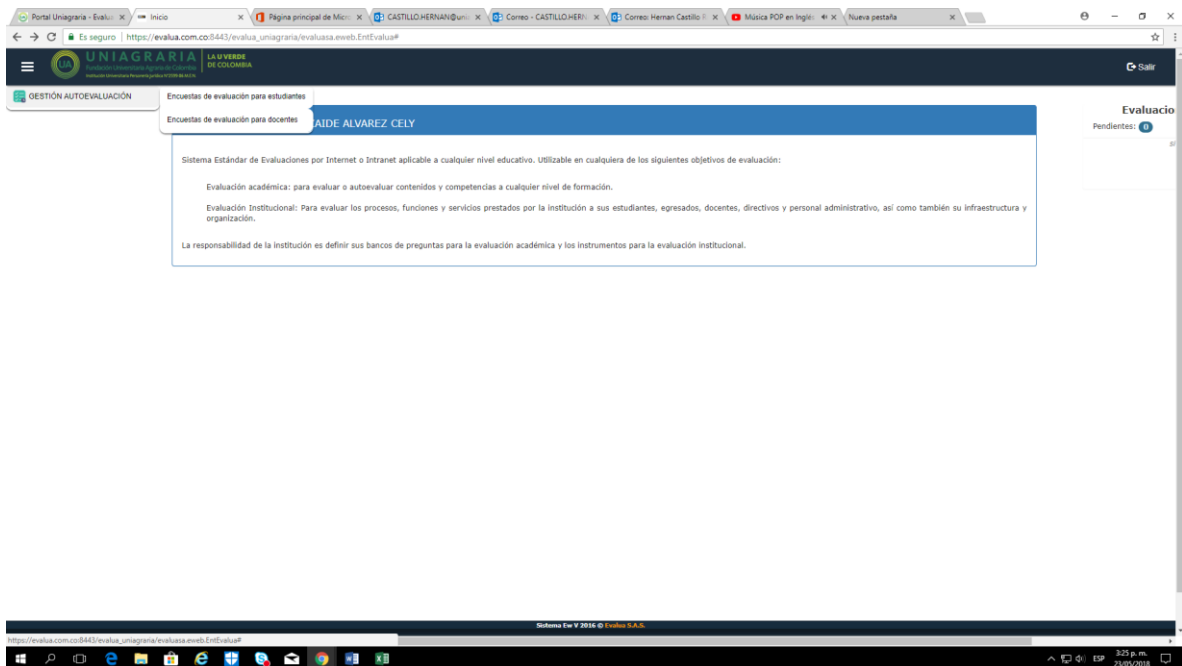 Portal Uniagraria - Evalua
Inicio
Página principal de Micro
CASTILLO.HERNAN@unia
Correo - CASTILLO.HERN
Correo: Hernan Castillo R
Música POP en Inglés
Nueva pestaña
Es seguro | https://evalua.com.co:8443/evalua_uniagraria/evaluasa.eweb.EntEvalua#
UNIAGRARIA
Fundación Universitaria Agraria de Colombia
LA U VERDE
DE COLOMBIA
Salir
GESTIÓN AUTOEVALUACIÓN
Encuestas de evaluación para estudiantes
Encuestas de evaluación para docentes
AIDE ALVAREZ CELY
Evaluacio
Pendientes: 0
Sistema Estándar de Evaluaciones por Internet o Intranet aplicable a cualquier nivel educativo. Utilizable en cualquiera de los siguientes objetivos de evaluación:
Evaluación académica: para evaluar o autoevaluar contenidos y competencias a cualquier nivel de formación.
Evaluación Institucional: Para evaluar los procesos, funciones y servicios prestados por la institución a sus estudiantes, egresados, docentes, directivos y personal administrativo, así como también su infraestructura y
organización.
La responsabilidad de la institución es definir sus bancos de preguntas para la evaluación académica y los instrumentos para la evaluación institucional.
Sistema Ew V 2016 © Evalua S.A.S.
https://evalua.com.co:8443/evalua_uniagraria/evaluasa.eweb.EntEvalua#
ESP
3:25 p. m.
23/05/2018